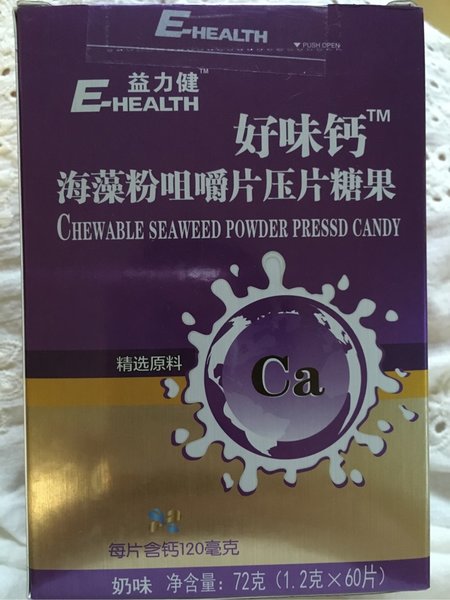 E-HEALTH
▼PUSH OPEN
益力健™
E-HEALTH
好味钙™
海藻粉咀嚼片压片糖果
CHEWABLE SEAWEED POWDER PRESSD CANDY
精选原料
Ca
每片含钙120毫克
奶味 净含量：72克（1.2克×60片）